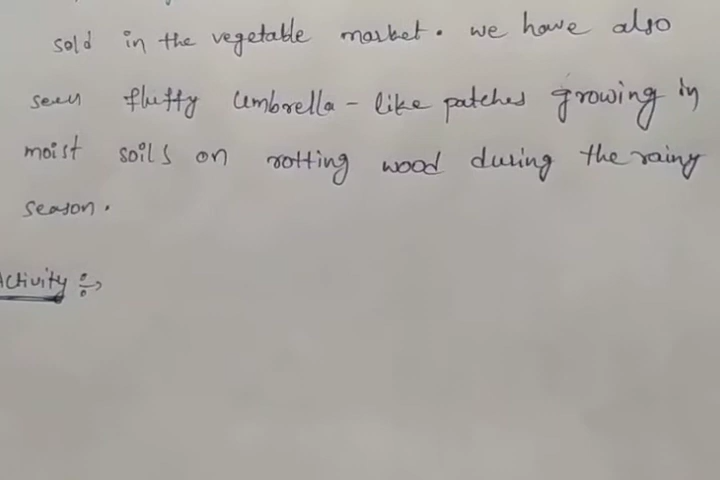 sold in the vegetable market. we have also
seen fluffy umbrella-like patches growing in
moist soils on rotting wood during the rainy
season.
Activity :→